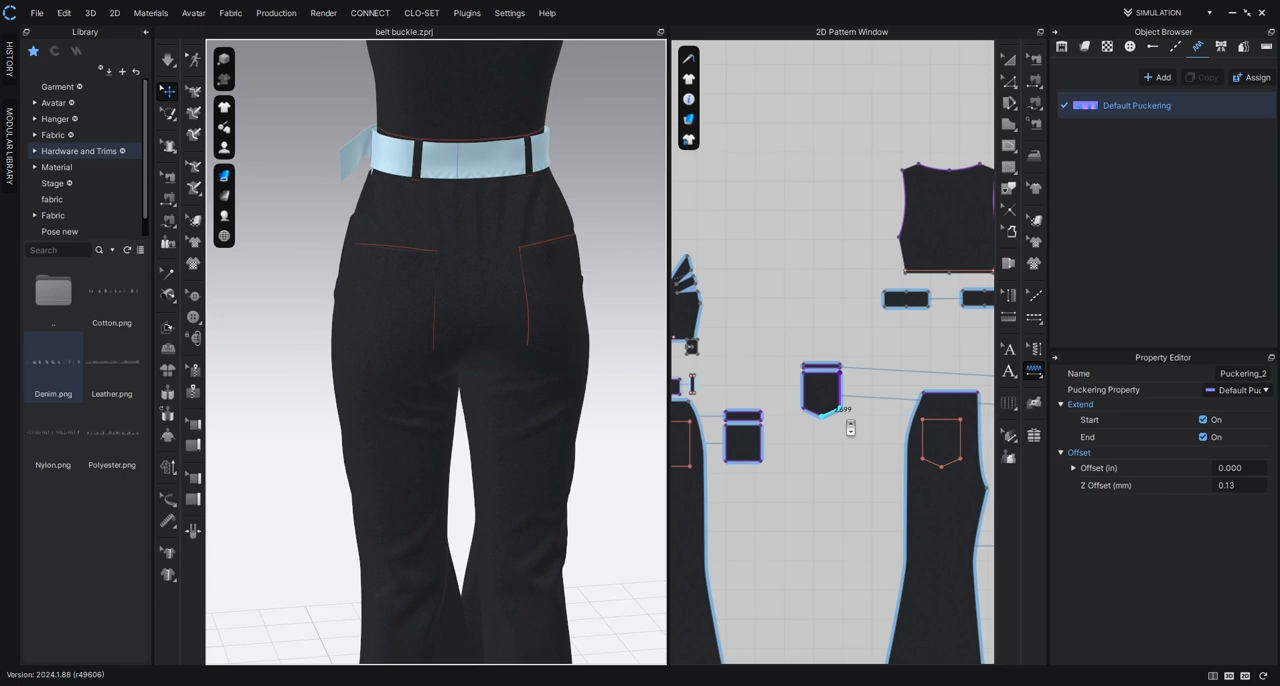 File Edit 3D 2D Materials Avatar Fabric Production Render CONNECT CLO-SET Plugins Settings Help SIMULATION
Library
belt buckle.zprj
2D Pattern Window
Object Browser
HISTORY
MODULAR LIBRARY
Garment
Avatar
Hanger
Fabric
Hardware and Trims
Material
Stage
fabric
Fabric
Pose new
Search
..
Cotton.png
Denim.png
Leather.png
Nylon.png
Polyester.png
Add Copy Assign
Default Puckering
Property Editor
Name Puckering_2
Puckering Property Default Puc
Extend
Start On
End On
Offset
Offset (in) 0.000
Z Offset (mm) 0.13
A
A
Version: 2024.1.88 (r49606)
3D 2D